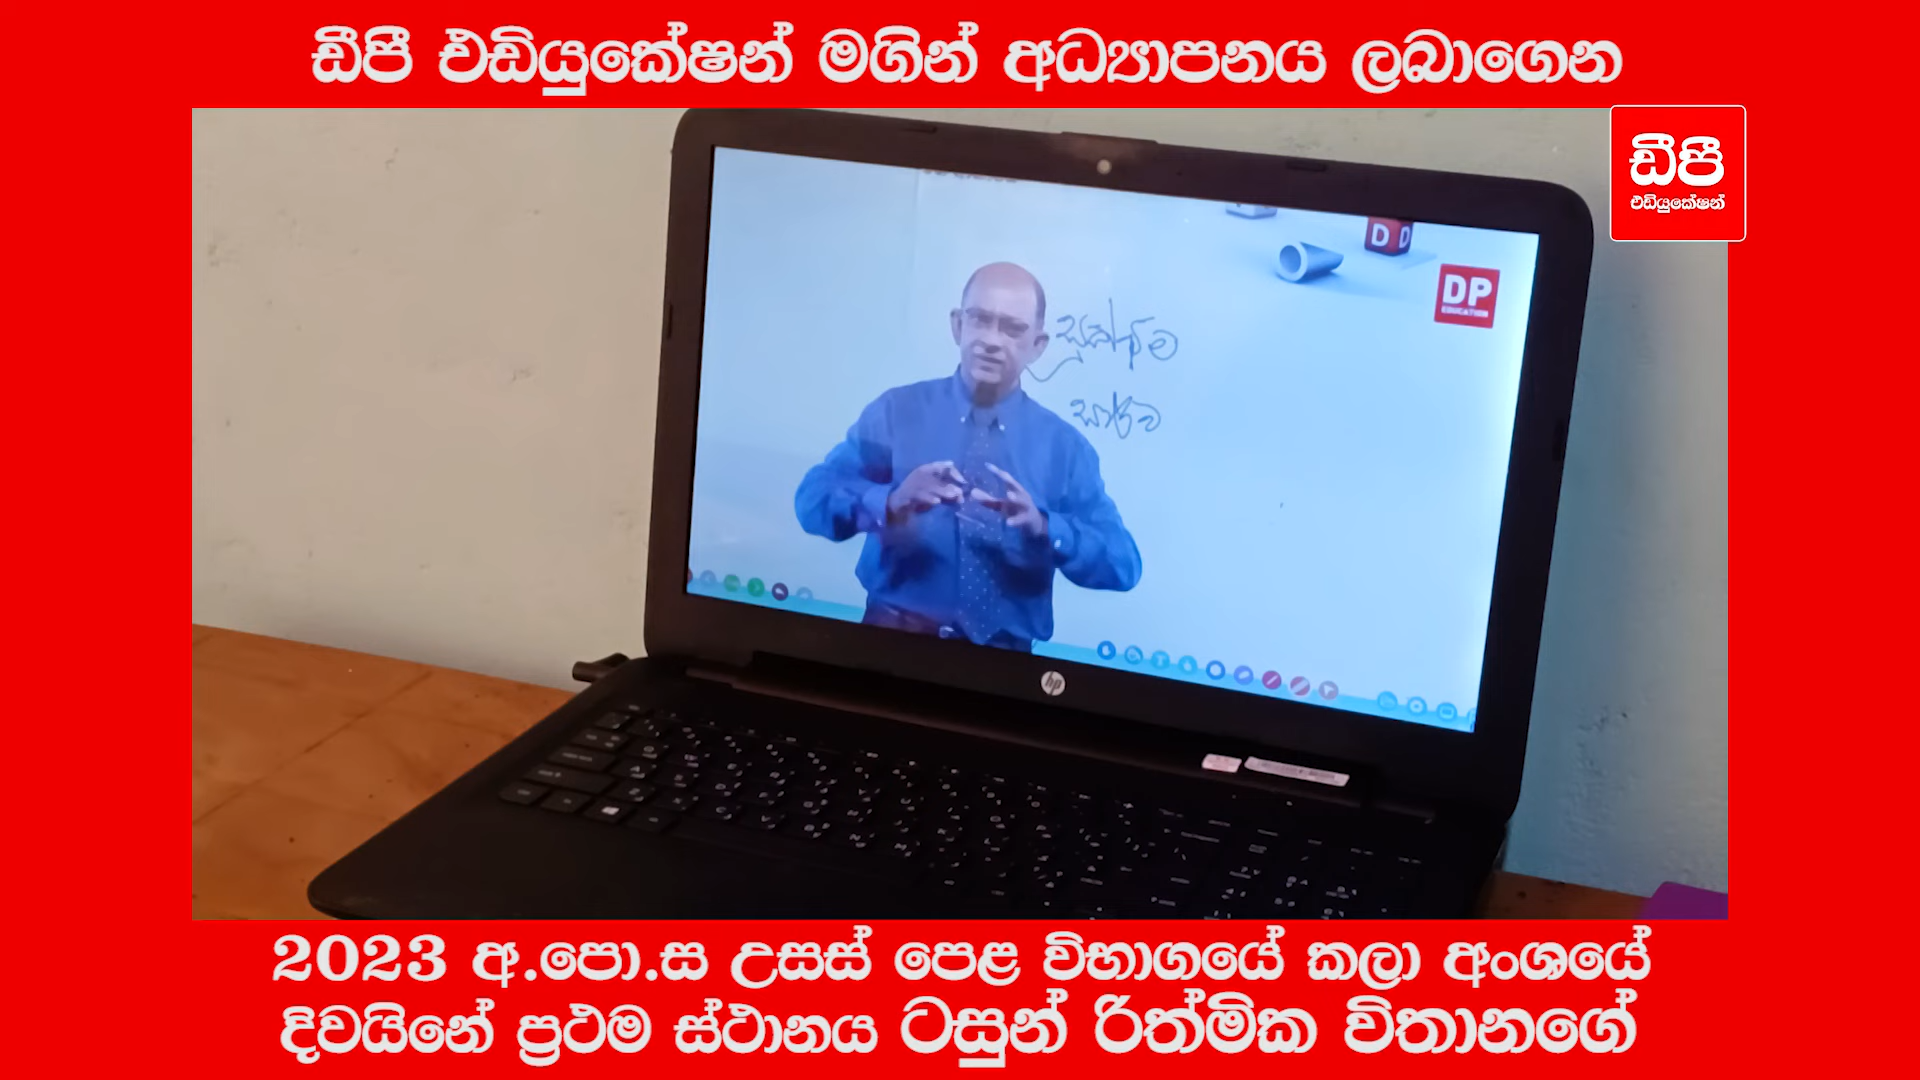 ඩීපී එඩියුකේෂන් මගින් අධ්‍යාපනය ලබාගෙන
ඩීපී
එඩියුකේෂන්
D D
DP
EDUCATION
සාර්ව
hp
2023 අ.පො.ස උසස් පෙළ විභාගයේ කලා අංශයේ
දිවයිනේ ප්‍රථම ස්ථානය ටසුන් රිත්මික විතානගේ